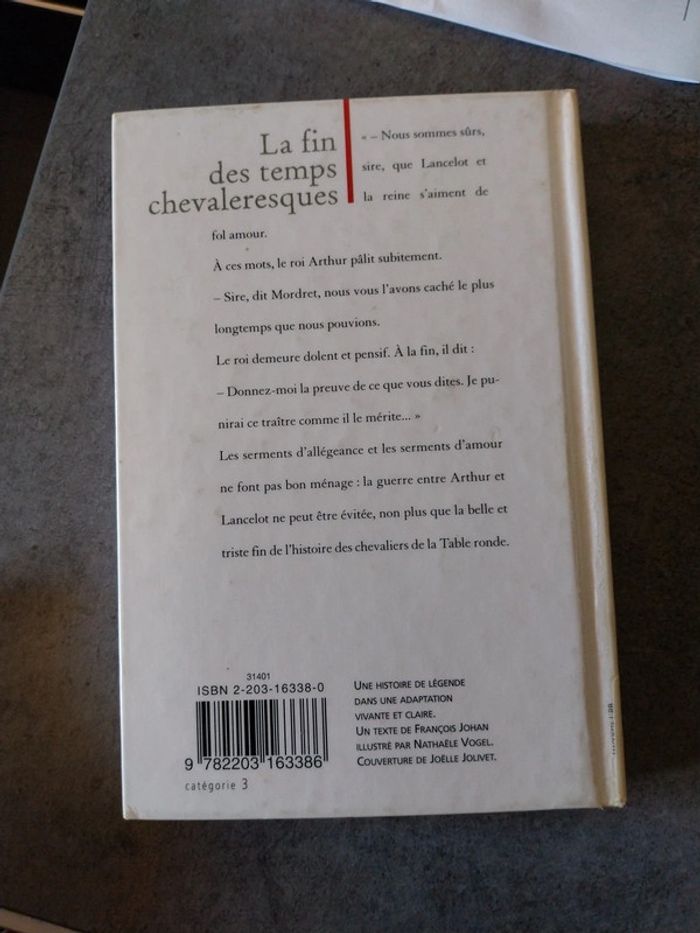 La fin
des temps
chevaleresques
« – Nous sommes sûrs,
sire, que Lancelot et
la reine s'aiment de
fol amour.
À ces mots, le roi Arthur pâlit subitement.
– Sire, dit Mordret, nous vous l'avons caché le plus
longtemps que nous pouvions.
Le roi demeure dolent et pensif. À la fin, il dit :
– Donnez-moi la preuve de ce que vous dites. Je pu-
nirai ce traître comme il le mérite... »
Les serments d'allégeance et les serments d'amour
ne font pas bon ménage : la guerre entre Arthur et
Lancelot ne peut être évitée, non plus que la belle et
triste fin de l'histoire des chevaliers de la Table ronde.
31401
ISBN 2-203-16338-0
9 782203 163386
catégorie 3
Une histoire de légende
dans une adaptation
vivante et claire.
Un texte de François Johan
illustré par Nathaële Vogel.
Couverture de Joëlle Jolivet.